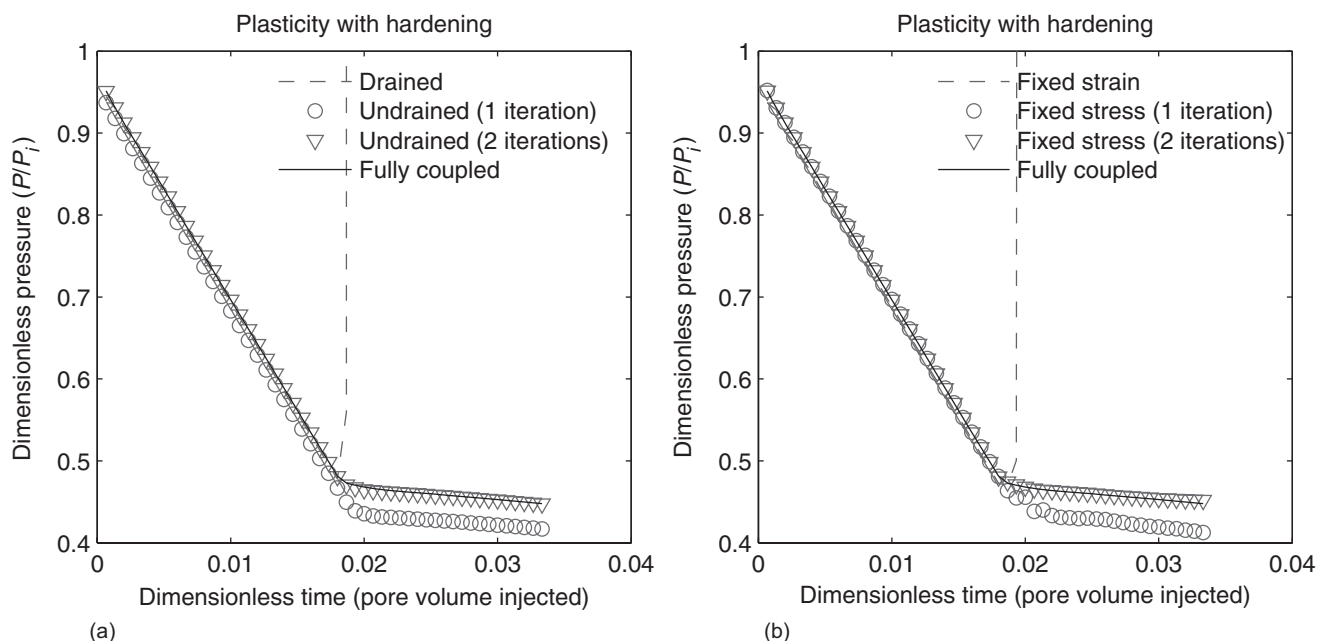 Plasticity with hardening
1
0.9
0.8
0.7
0.6
0.5
0.4
0
0.01
0.02
0.03
0.04
Dimensionless pressure (P/Pi)
Dimensionless time (pore volume injected)
Drained
Undrained (1 iteration)
Undrained (2 iterations)
Fully coupled
(a)
Plasticity with hardening
1
0.9
0.8
0.7
0.6
0.5
0.4
0
0.01
0.02
0.03
0.04
Dimensionless pressure (P/Pi)
Dimensionless time (pore volume injected)
Fixed strain
Fixed stress (1 iteration)
Fixed stress (2 iterations)
Fully coupled
(b)